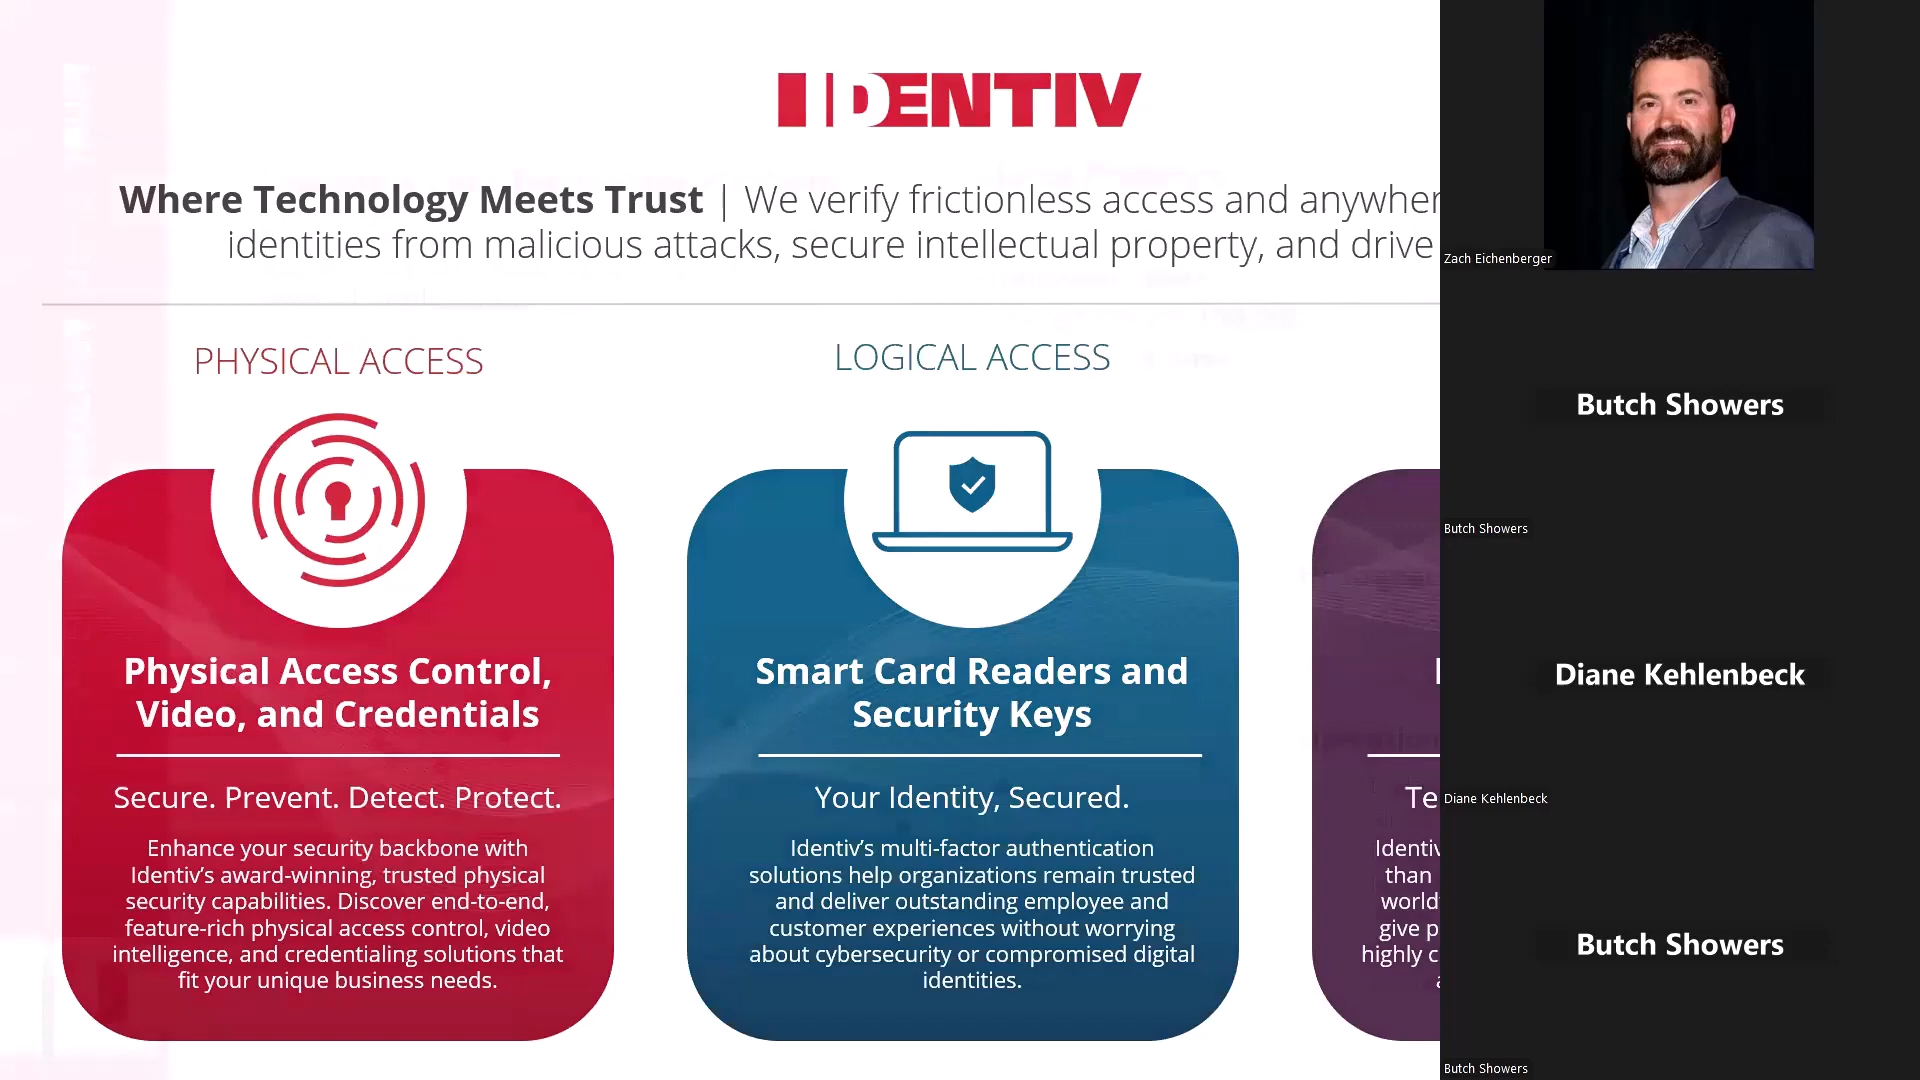 IDENTIV
Where Technology Meets Trust | We verify frictionless access and anywher
identities from malicious attacks, secure intellectual property, and drive
PHYSICAL ACCESS
Physical Access Control,
Video, and Credentials
Secure. Prevent. Detect. Protect.
Enhance your security backbone with
Identiv’s award-winning, trusted physical
security capabilities. Discover end-to-end,
feature-rich physical access control, video
intelligence, and credentialing solutions that
fit your unique business needs.
LOGICAL ACCESS
Smart Card Readers and
Security Keys
Your Identity, Secured.
Identiv’s multi-factor authentication
solutions help organizations remain trusted
and deliver outstanding employee and
customer experiences without worrying
about cybersecurity or compromised digital
identities.
Te
Identiv
than
world
give p
highly c
Zach Eichenberger
Butch Showers
Butch Showers
Diane Kehlenbeck
Diane Kehlenbeck
Butch Showers
Butch Showers